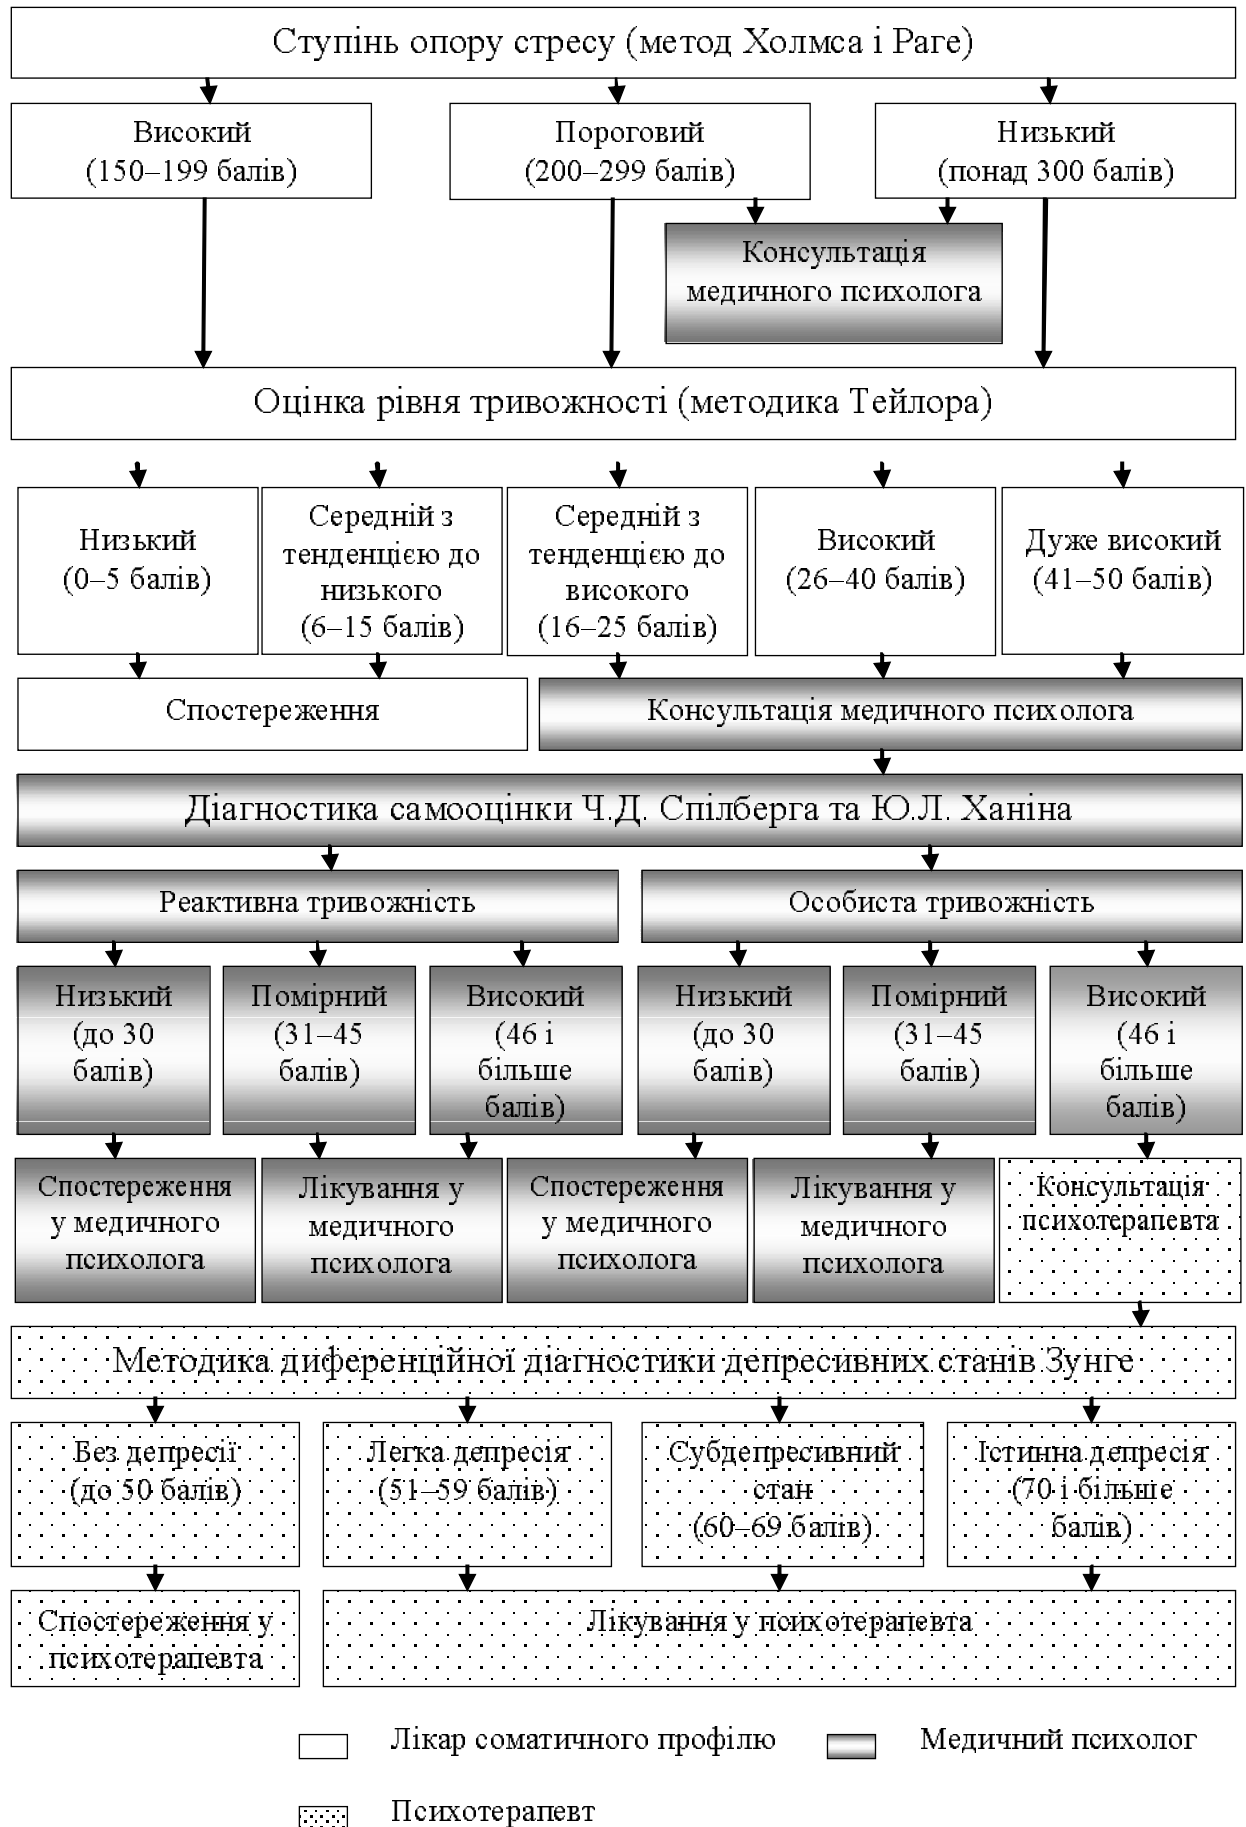 Ступінь опору стресу (метод Холмса і Раге)
Високий
(150–199 балів)
Пороговий
(200–299 балів)
Низький
(понад 300 балів)
Консультація
медичного психолога
Оцінка рівня тривожності (методика Тейлора)
Низький
(0–5 балів)
Середній з
тенденцією до
низького
(6–15 балів)
Середній з
тенденцією до
високого
(16–25 балів)
Високий
(26–40 балів)
Дуже високий
(41–50 балів)
Спостереження
Консультація медичного психолога
Діагностика самооцінки Ч.Д. Спілберга та Ю.Л. Ханіна
Реактивна тривожність
Особиста тривожність
Низький
(до 30
балів)
Помірний
(31–45
балів)
Високий
(46 і
більше
балів)
Низький
(до 30
балів)
Помірний
(31–45
балів)
Високий
(46 і
більше
балів)
Спостереження
у медичного
психолога
Лікування у
медичного
психолога
Спостереження
у медичного
психолога
Лікування у
медичного
психолога
Консультація
психотерапевта
Методика диференційної діагностики депресивних станів Зунге
Без депресії
(до 50 балів)
Легка депресія
(51–59 балів)
Субдепресивний
стан
(60–69 балів)
Істинна депресія
(70 і більше
балів)
Спостереження у
психотерапевта
Лікування у психотерапевта
Лікар соматичного профілю
Медичний психолог
Психотерапевт